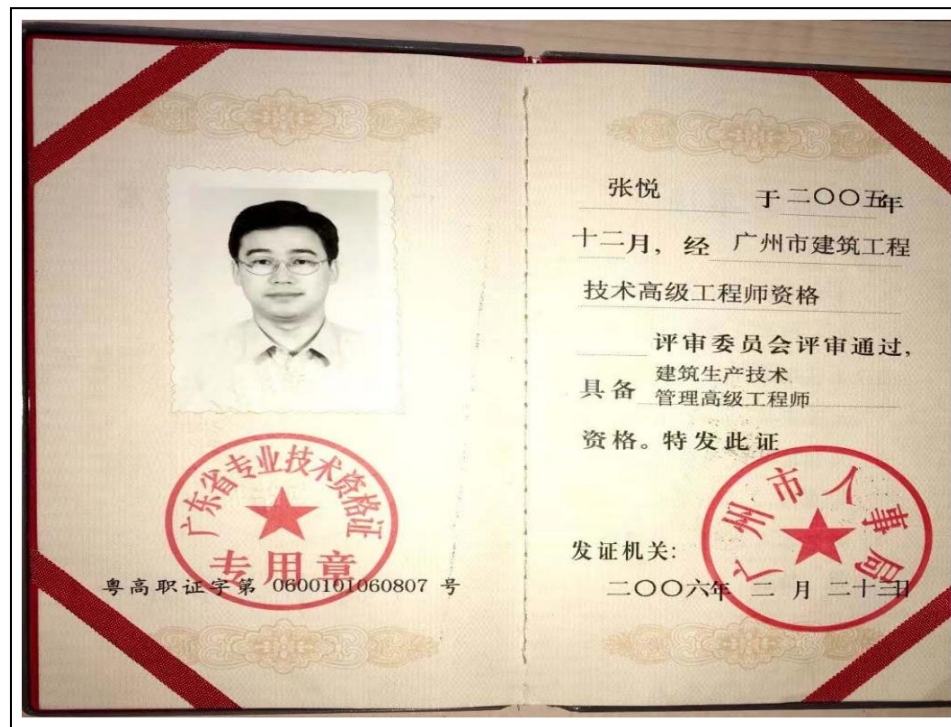 广东省专业技术资格证
专用章
粤高职证字第 0600101060807 号
张悦 于二〇〇五年
十二月，经 广州市建筑工程
技术高级工程师资格
评审委员会评审通过，
具备 建筑生产技术
管理高级工程师
资格。特发此证
广州市人事局
发证机关：
二〇〇六年 二 月 二十三日